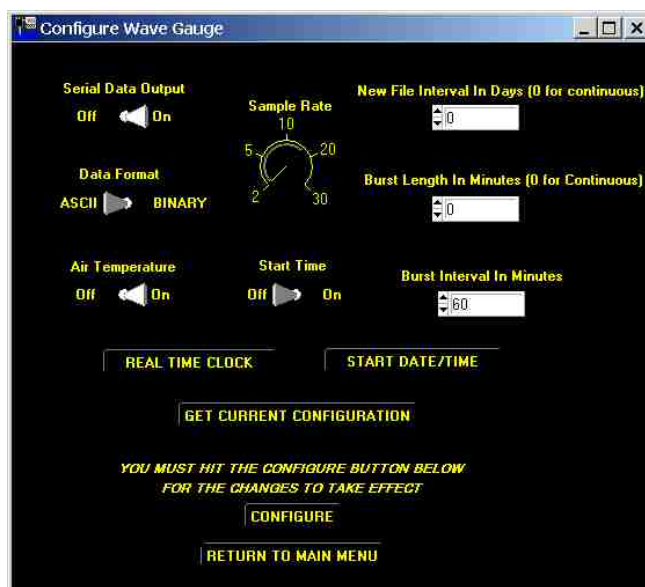 Configure Wave Gauge
Serial Data Output
Off On
Sample Rate
2 5 10 20 30
New File Interval In Days (0 for continuous)
0
Data Format
ASCII BINARY
Burst Length In Minutes (0 for Continuous)
0
Air Temperature
Off On
Start Time
Off On
Burst Interval In Minutes
60
REAL TIME CLOCK
START DATE/TIME
GET CURRENT CONFIGURATION
YOU MUST HIT THE CONFIGURE BUTTON BELOW
FOR THE CHANGES TO TAKE EFFECT
CONFIGURE
RETURN TO MAIN MENU